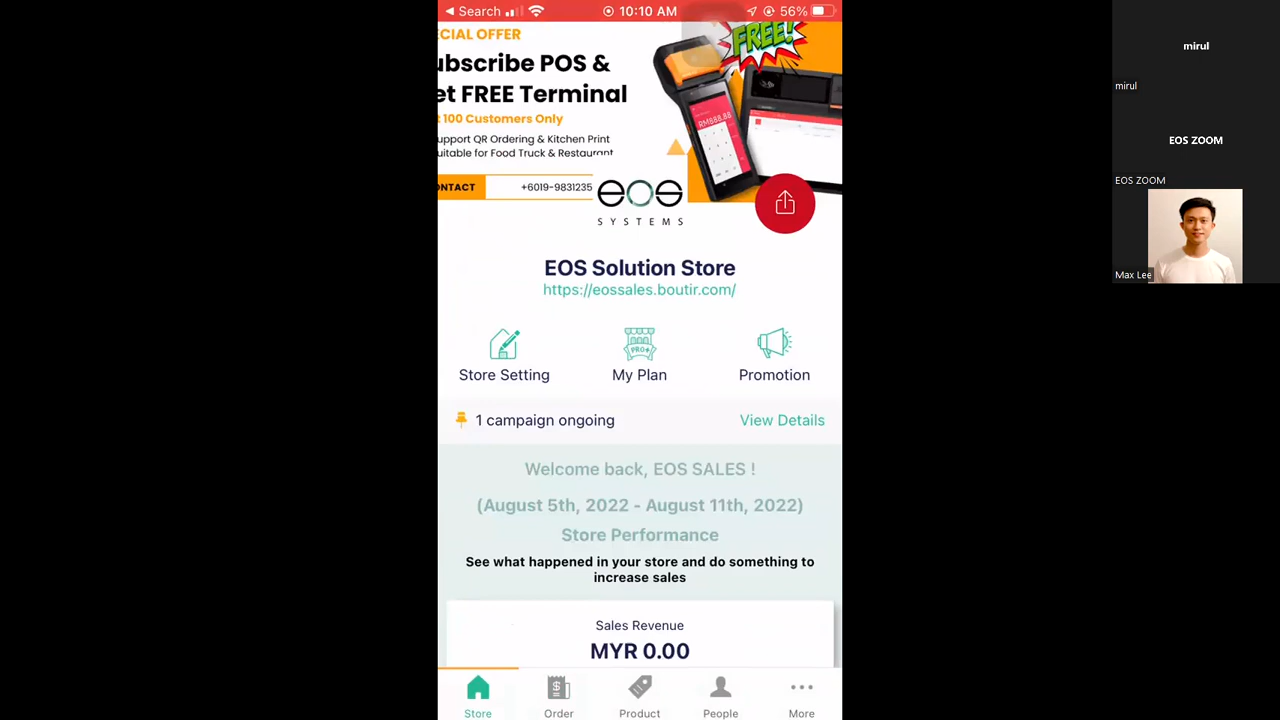 Search
10:10 AM
56%
ECIAL OFFER
ubscribe POS &
et FREE Terminal
100 Customers Only
upport QR Ordering & Kitchen Print
uitable for Food Truck & Restaurant
ONTACT
+6019-9831235
FREE!
RM888.88
eos
SYSTEMS
EOS Solution Store
https://eossales.boutir.com/
PRO+
Store Setting
My Plan
Promotion
1 campaign ongoing
View Details
Welcome back, EOS SALES !
(August 5th, 2022 - August 11th, 2022)
Store Performance
See what happened in your store and do something to
increase sales
Sales Revenue
MYR 0.00
Store
Order
Product
People
More
mirul
mirul
EOS ZOOM
EOS ZOOM
Max Lee